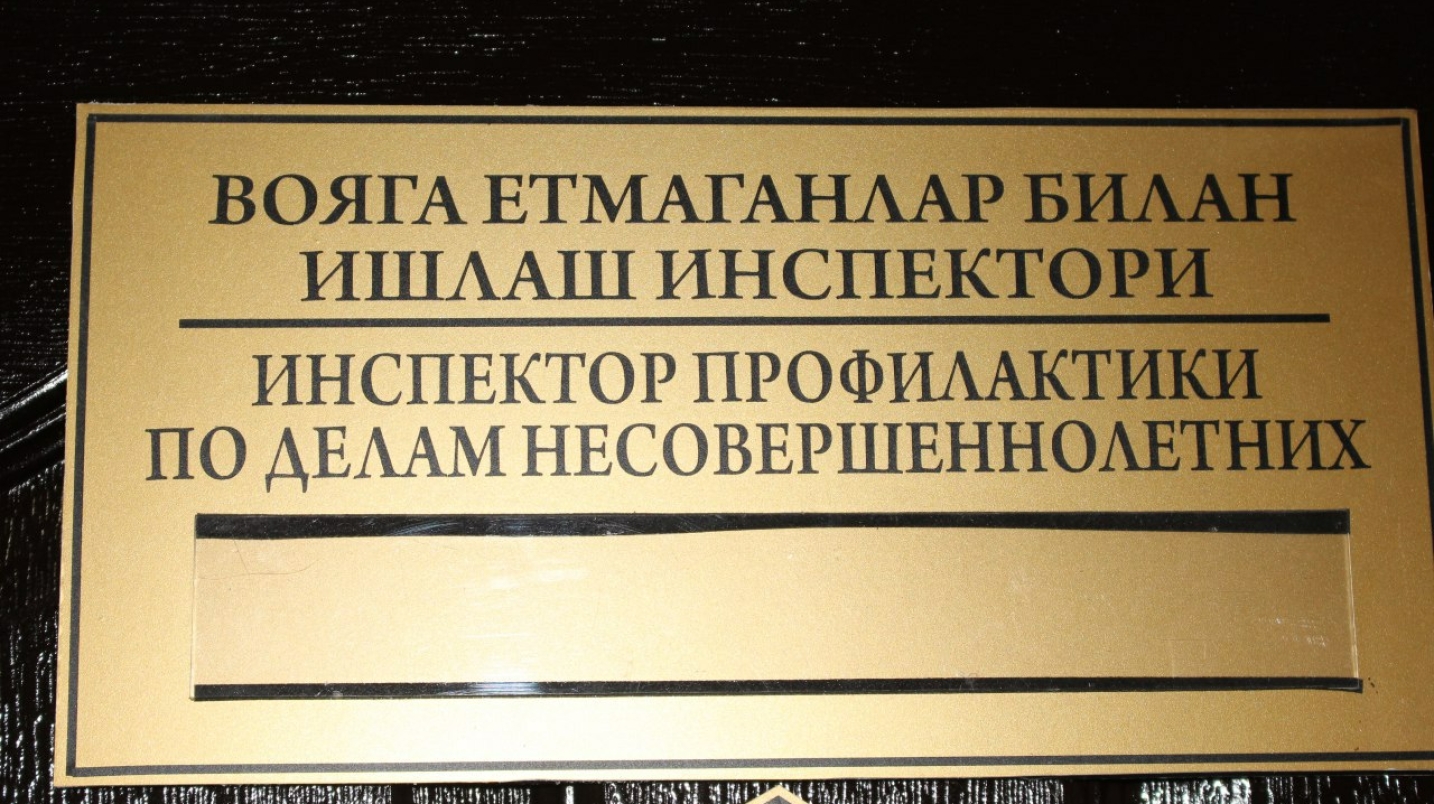 ВОЯГА ЕТМАГАНЛАР БИЛАН
ИШЛАШ ИНСПЕКТОРИ
ИНСПЕКТОР ПРОФИЛАКТИКИ
ПО ДЕЛАМ НЕСОВЕРШЕННОЛЕТНИХ